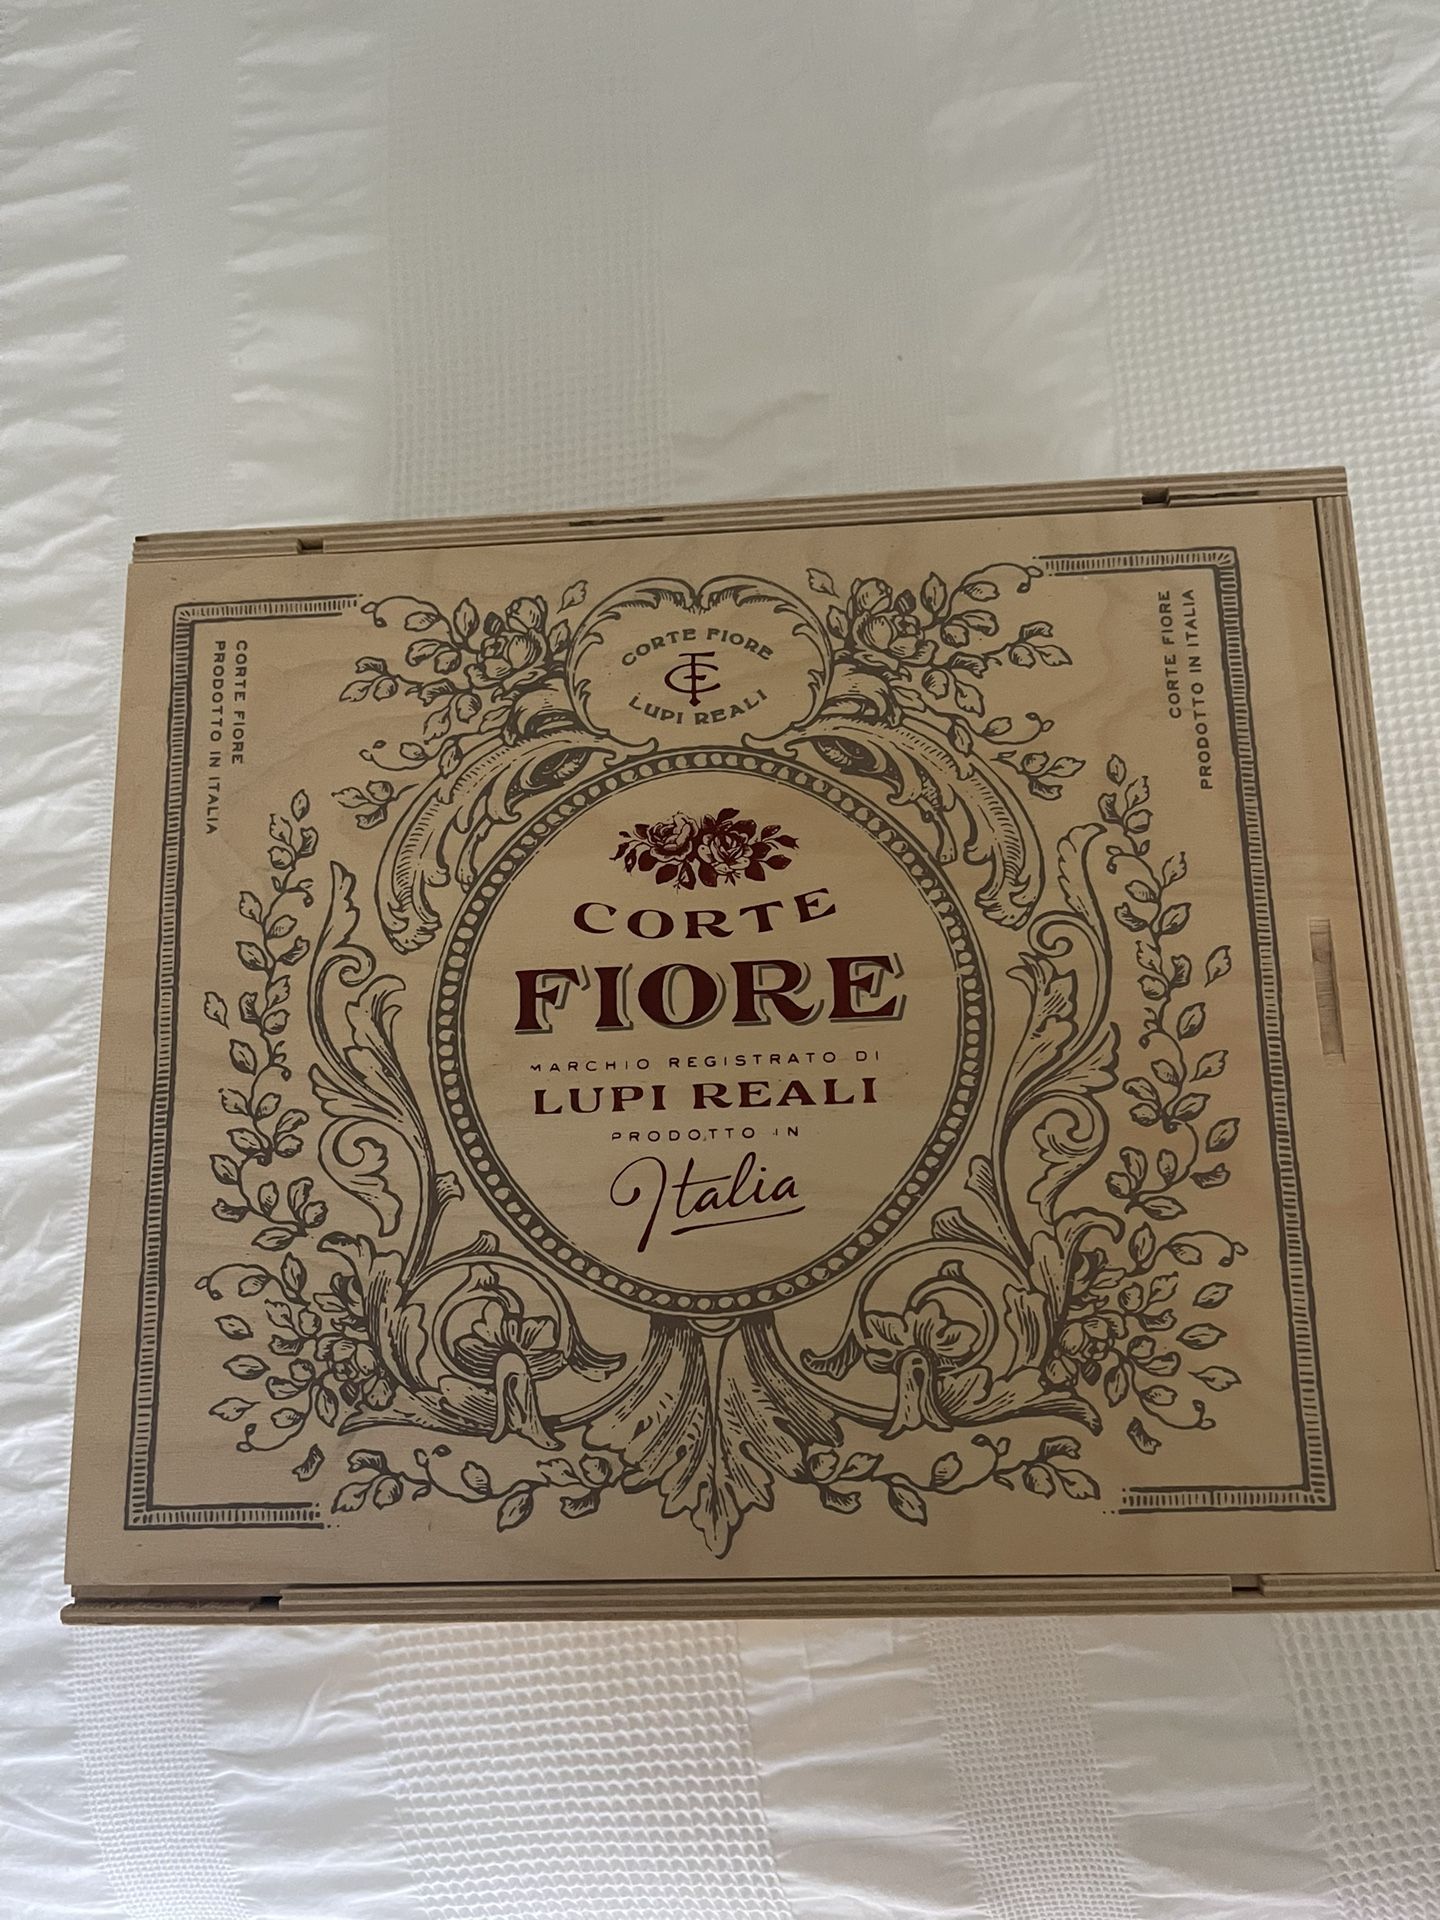 CORTE FIORE
CF
LUPI REALI
CORTE FIORE
PRODOTTO IN ITALIA
CORTE FIORE
PRODOTTO IN ITALIA
CORTE
FIORE
MARCHIO REGISTRATO DI
LUPI REALI
PRODOTTO IN
Italia